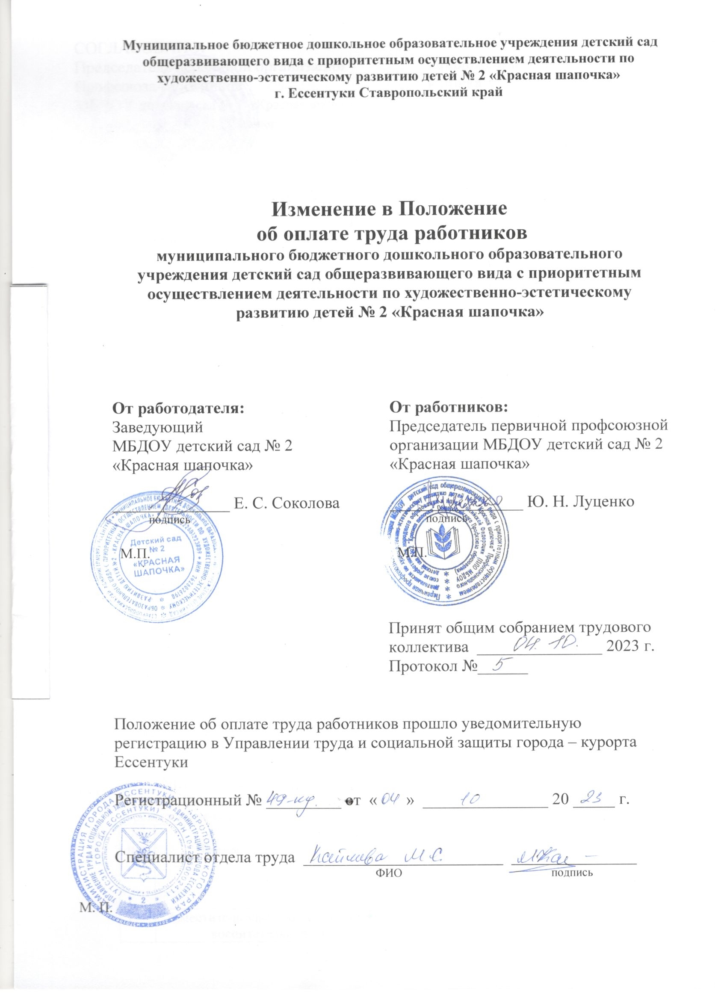 Муниципальное бюджетное дошкольное образовательное учреждения детский сад
общеразвивающего вида с приоритетным осуществлением деятельности по
художественно-эстетическому развитию детей № 2 «Красная шапочка»
г. Ессентуки Ставропольский край
Изменение в Положение
об оплате труда работников
муниципального бюджетного дошкольного образовательного
учреждения детский сад общеразвивающего вида с приоритетным
осуществлением деятельности по художественно-эстетическому
развитию детей № 2 «Красная шапочка»
От работодателя:
Заведующий
МБДОУ детский сад № 2
«Красная шапочка»
Е. С. Соколова
подпись
М.П.
Детский сад
№ 2
«КРАСНАЯ
ШАПОЧКА»
От работников:
Председатель первичной профсоюзной
организации МБДОУ детский сад № 2
«Красная шапочка»
Ю. Н. Луценко
подпись
М.П.
Принят общим собранием трудового
коллектива 04. 10. 2023 г.
Протокол № 5
Положение об оплате труда работников прошло уведомительную
регистрацию в Управлении труда и социальной защиты города – курорта
Ессентуки
Регистрационный № 49-кд. от « 04 » 10 20 23 г.
Специалист отдела труда М.С.
ФИО подпись
М. П.